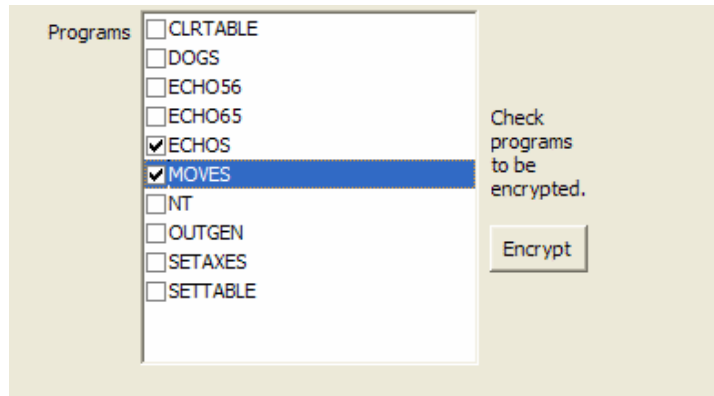 Programs
CLRTABLE
DOGS
ECHO56
ECHO65
ECHOS
MOVES
NT
OUTGEN
SETAXES
SETTABLE
Check
programs
to be
encrypted.
Encrypt